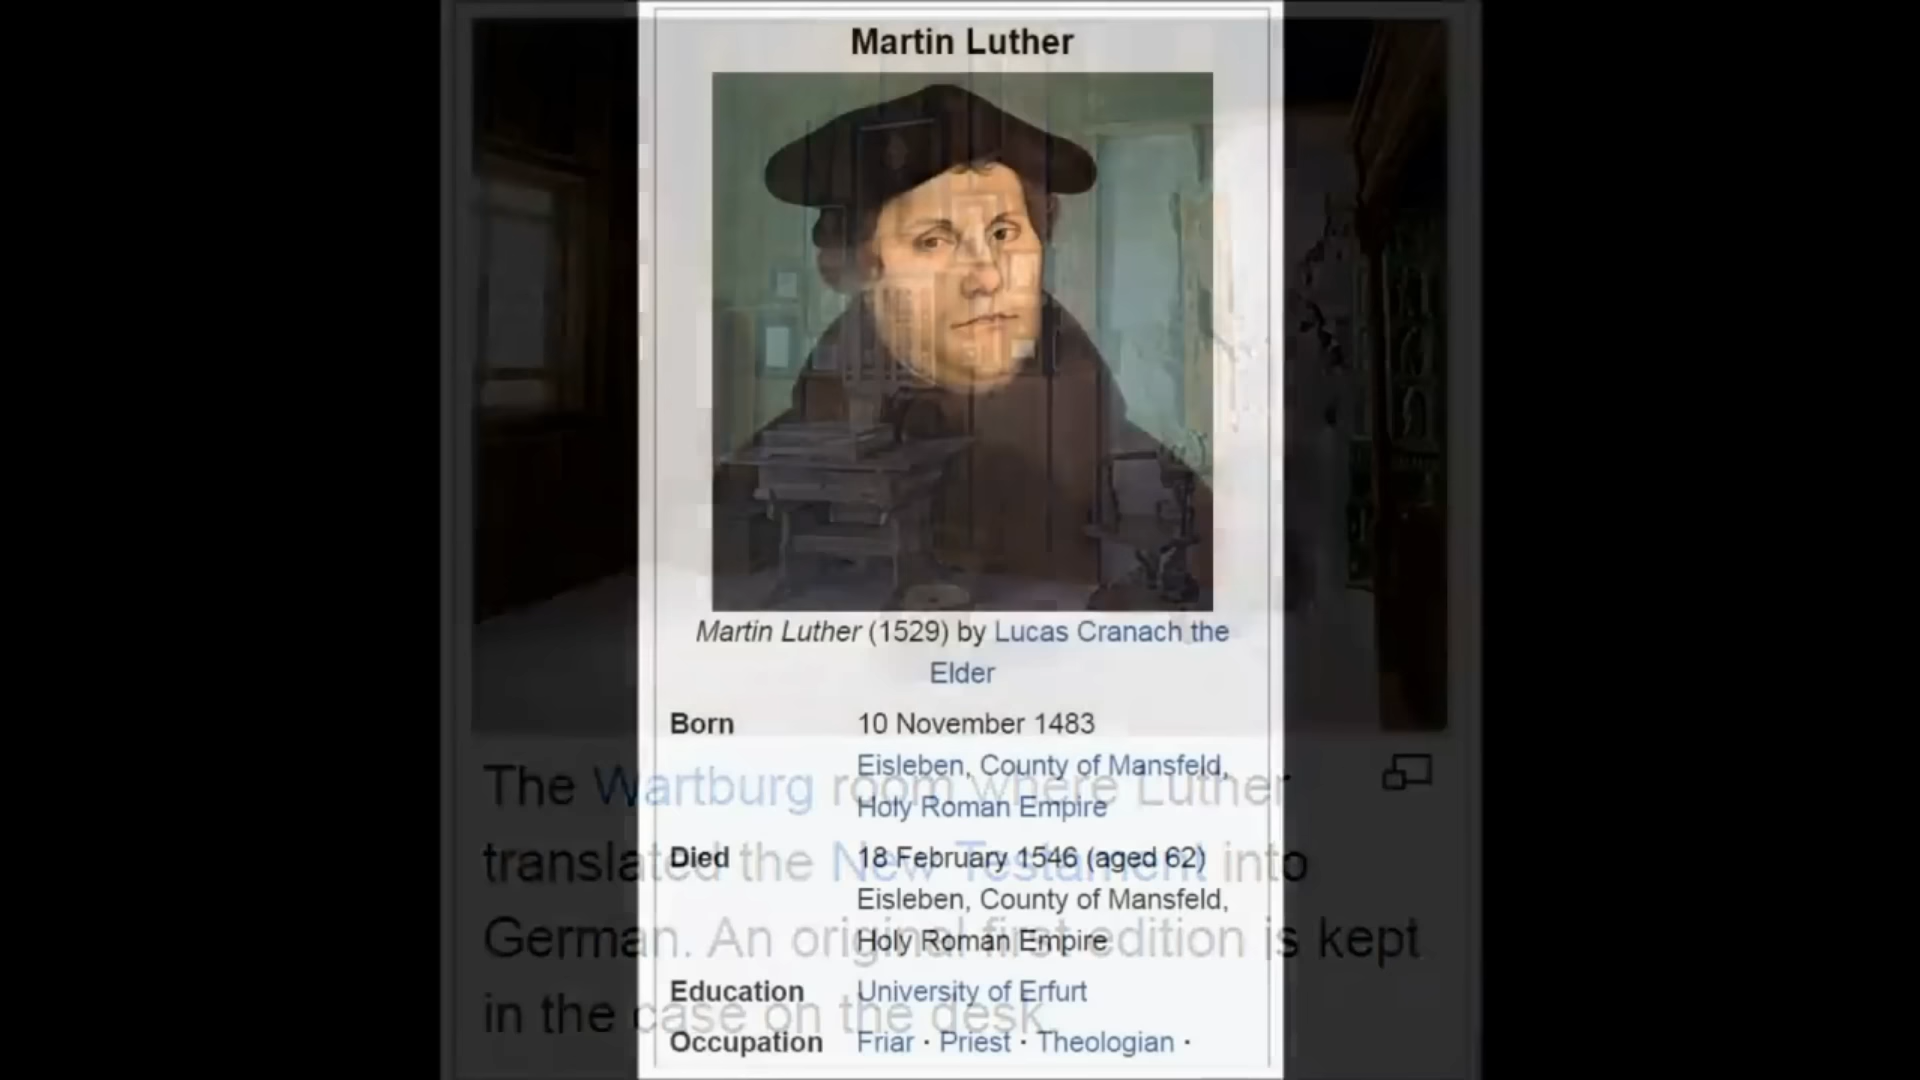 Martin Luther
Martin Luther (1529) by Lucas Cranach the
Elder
Born 10 November 1483
Eisleben, County of Mansfeld,
Holy Roman Empire
Died 18 February 1546 (aged 62)
Eisleben, County of Mansfeld,
Holy Roman Empire
Education University of Erfurt
Occupation Friar · Priest · Theologian ·
The Wartburg room where Luther
translated the New Testament into
German. An original first edition is kept
in the case on the desk